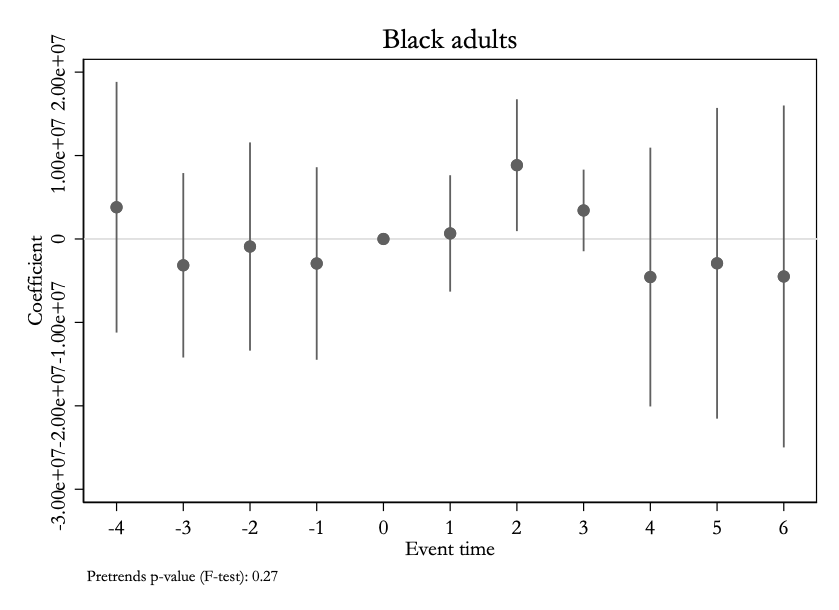 Black adults
Coefficient
2.00e+07
1.00e+07
0
-1.00e+07
-2.00e+07
-3.00e+07
-4 -3 -2 -1 0 1 2 3 4 5 6
Event time
Pretrends p-value (F-test): 0.27